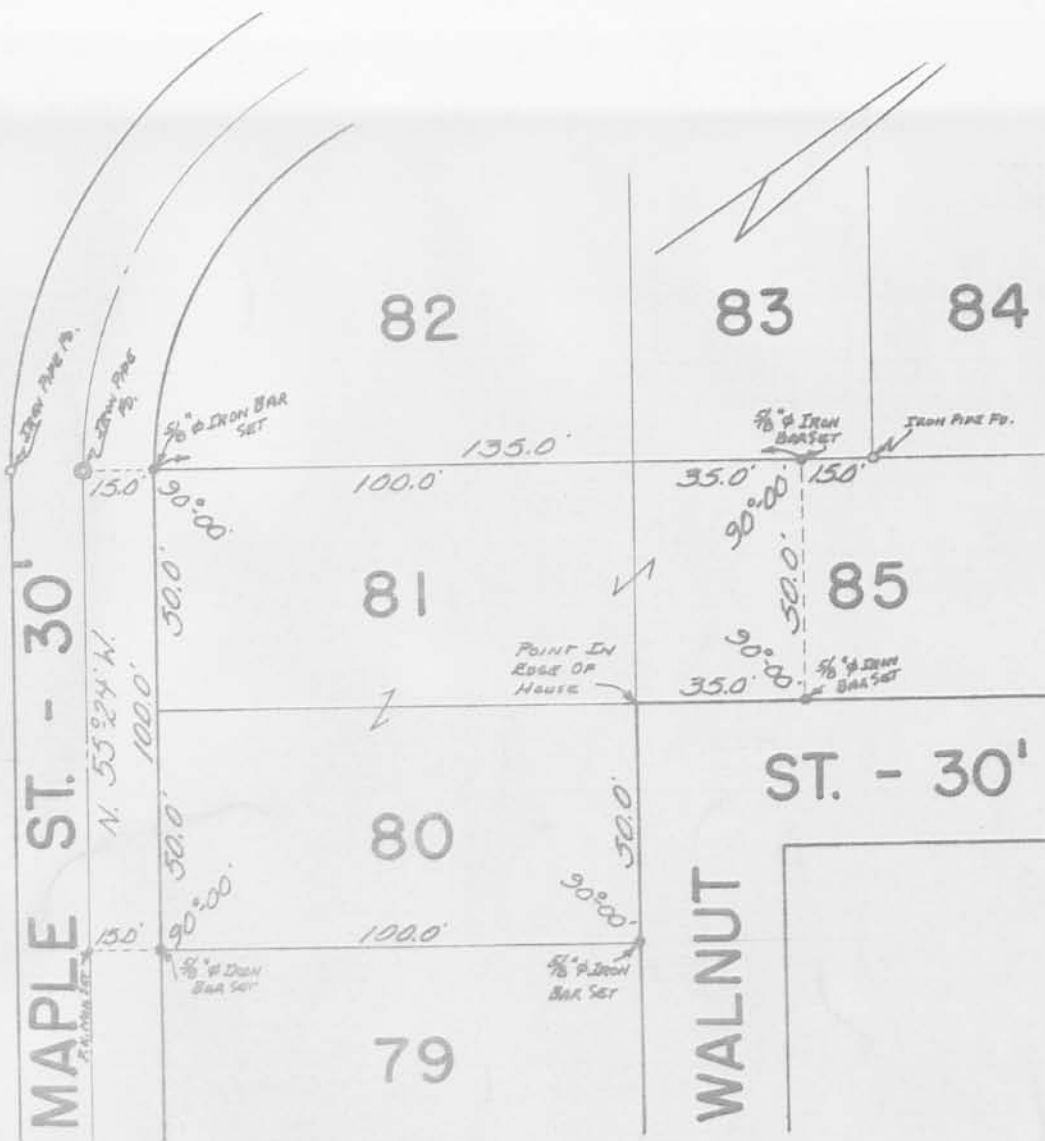 82
83
84
IRON PIPE FD.
IRON PIPE
FD.
5/8"φ IRON BAR
SET
5/8"φ IRON
BAR SET
IRON PIPE FD.
135.0'
15.0'
100.0'
35.0'
15.0'
90°-00'
90°-00'
50.0'
50.0'
81
85
POINT IN
EDGE OF
HOUSE
90°-00'
5/8"φ IRON
BAR SET
35.0'
MAPLE ST. - 30'
N. 55°24' W.
100.0'
ST. - 30'
50.0'
80
50.0'
90°-00'
90°-00'
15.0'
100.0'
5/8"φ IRON
BAR SET
5/8"φ IRON
BAR SET
P.K. NAIL SET
WALNUT
79